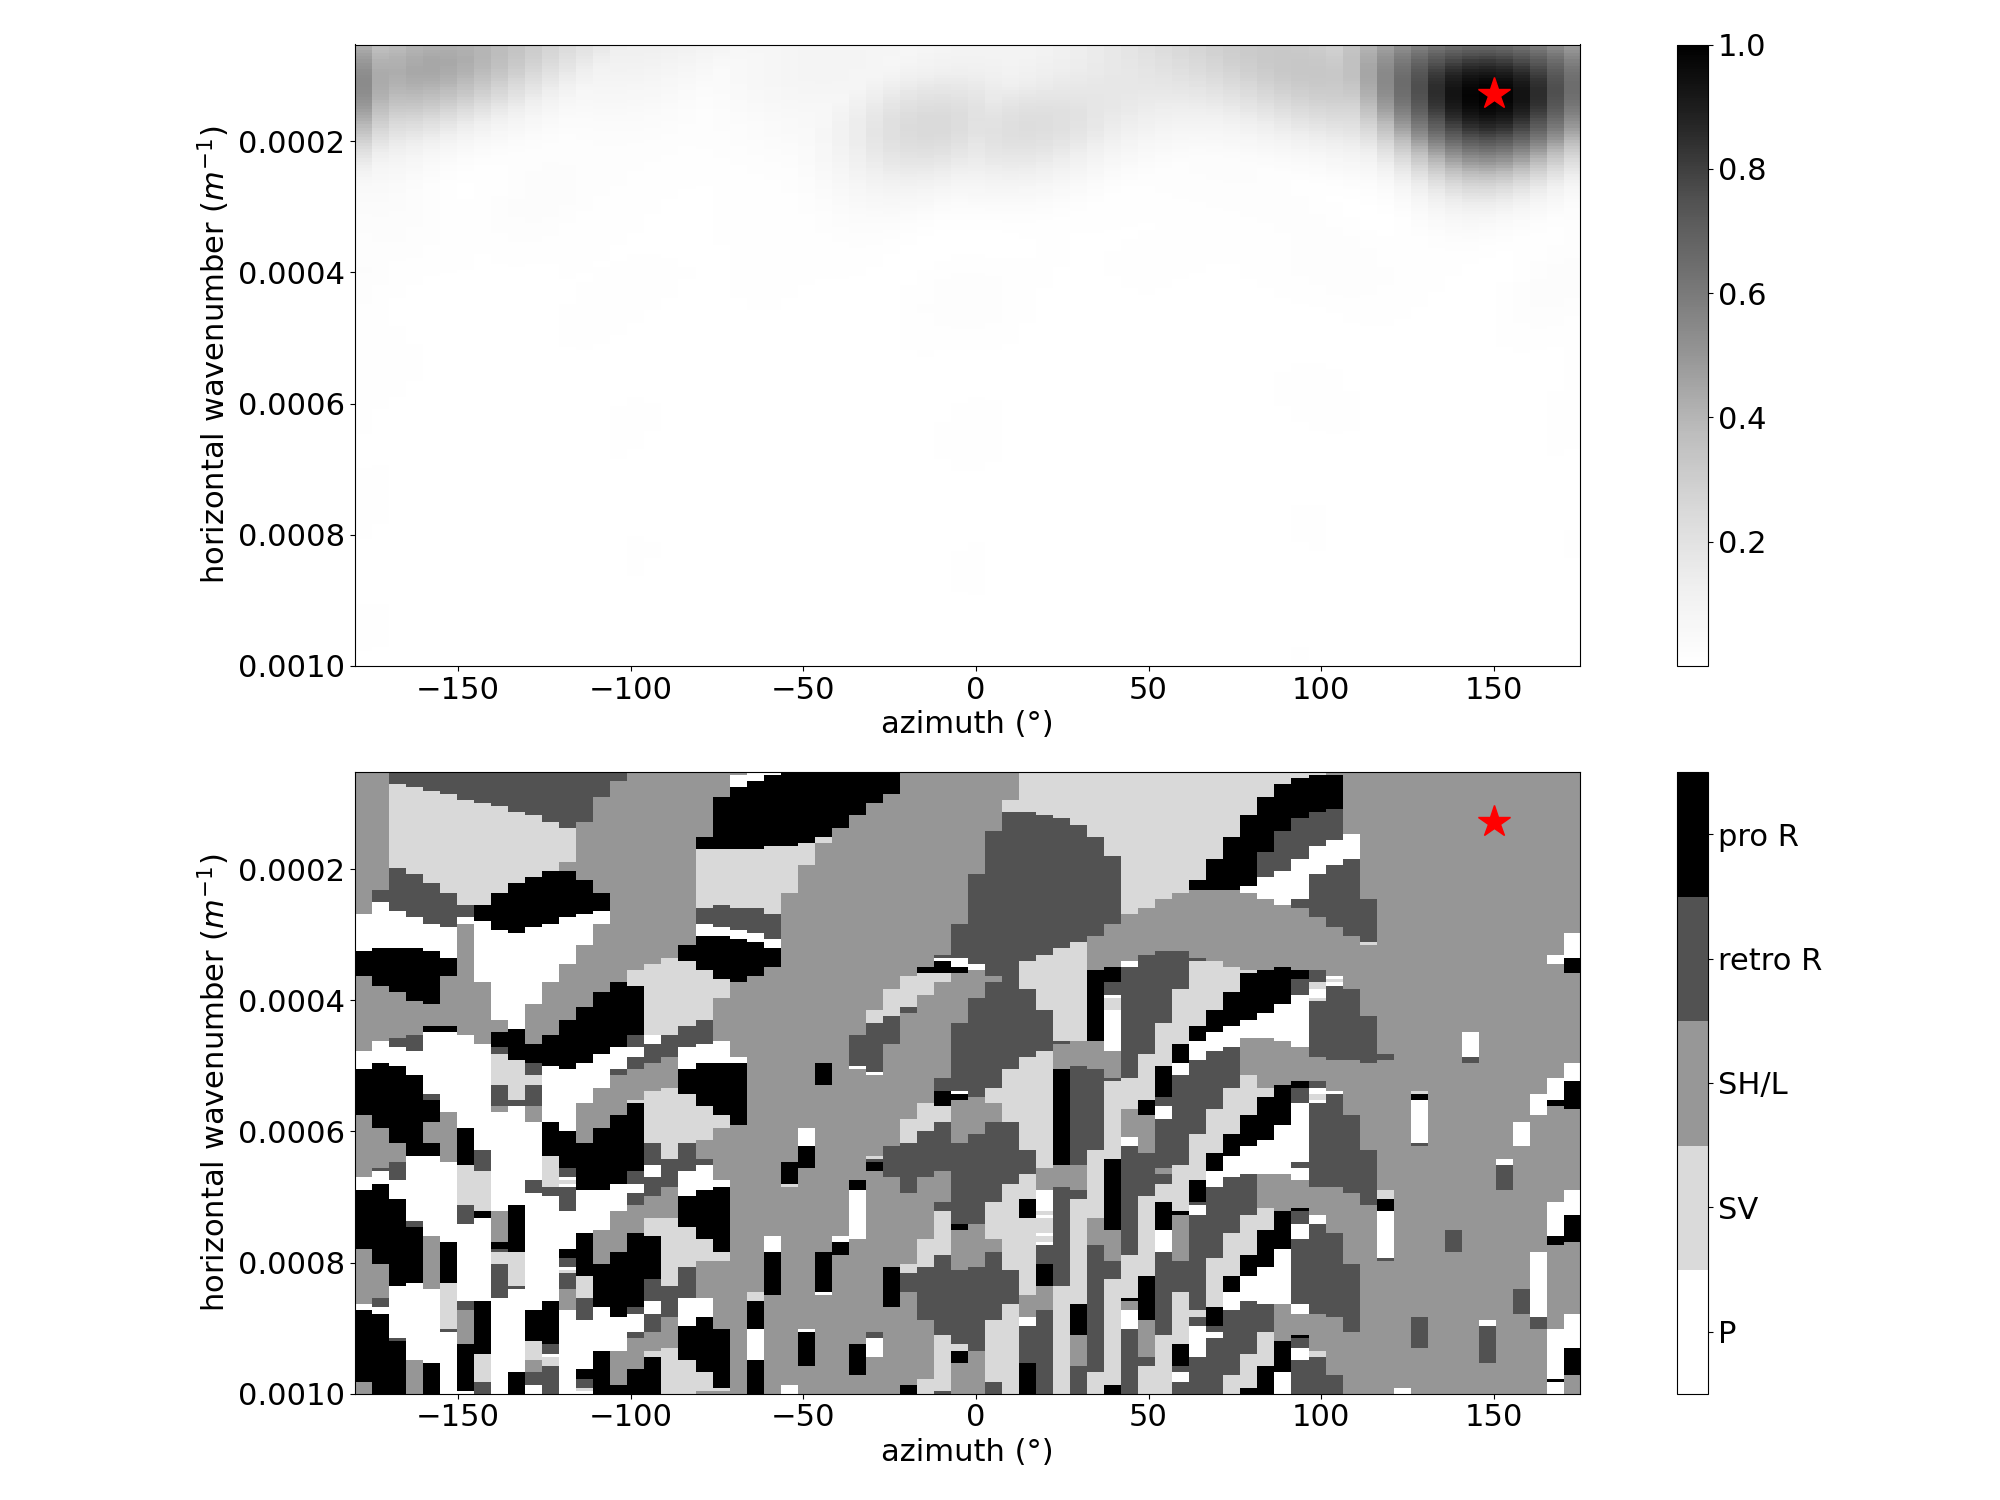 horizontal wavenumber (m⁻¹)
0.0002
0.0004
0.0006
0.0008
0.0010
−150 −100 −50 0 50 100 150
azimuth (°)
1.0
0.8
0.6
0.4
0.2
horizontal wavenumber (m⁻¹)
0.0002
0.0004
0.0006
0.0008
0.0010
−150 −100 −50 0 50 100 150
azimuth (°)
pro R
retro R
SH/L
SV
P